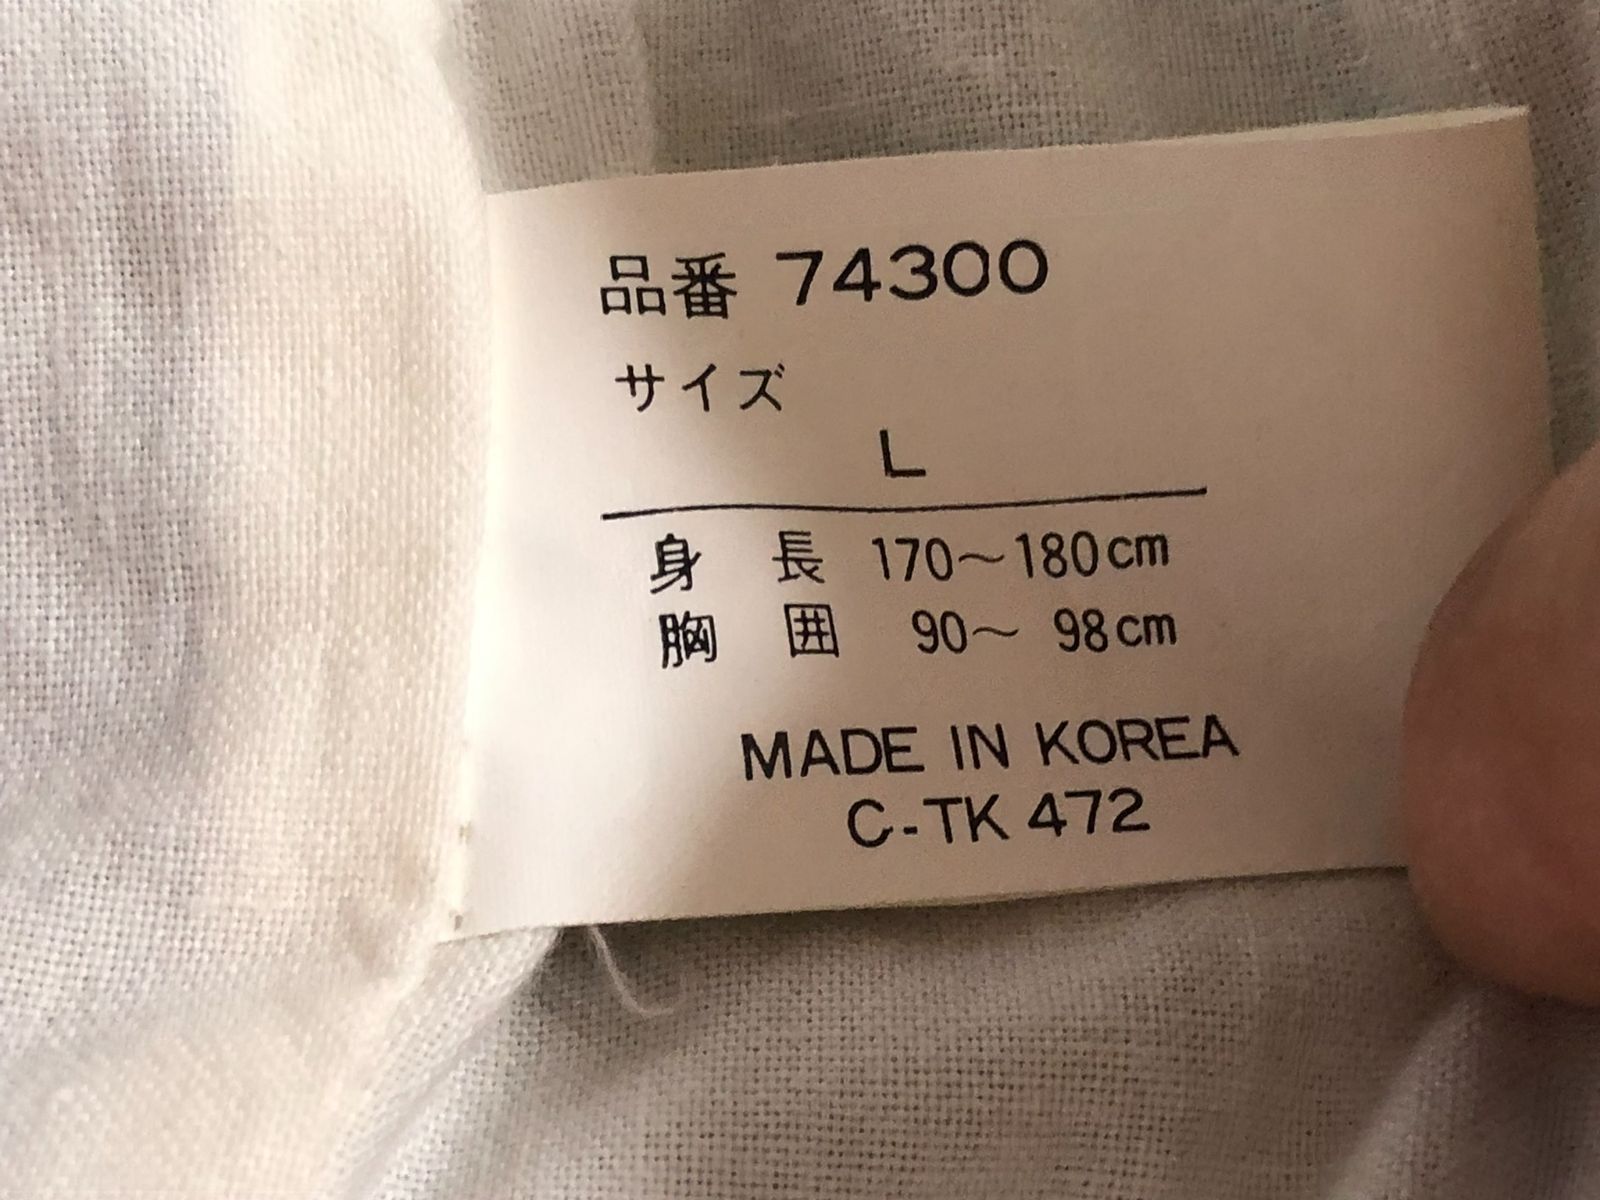 品番 74300
サイズ
L
身 長 170～180cm
胸 囲 90～ 98cm
MADE IN KOREA
C-TK 472